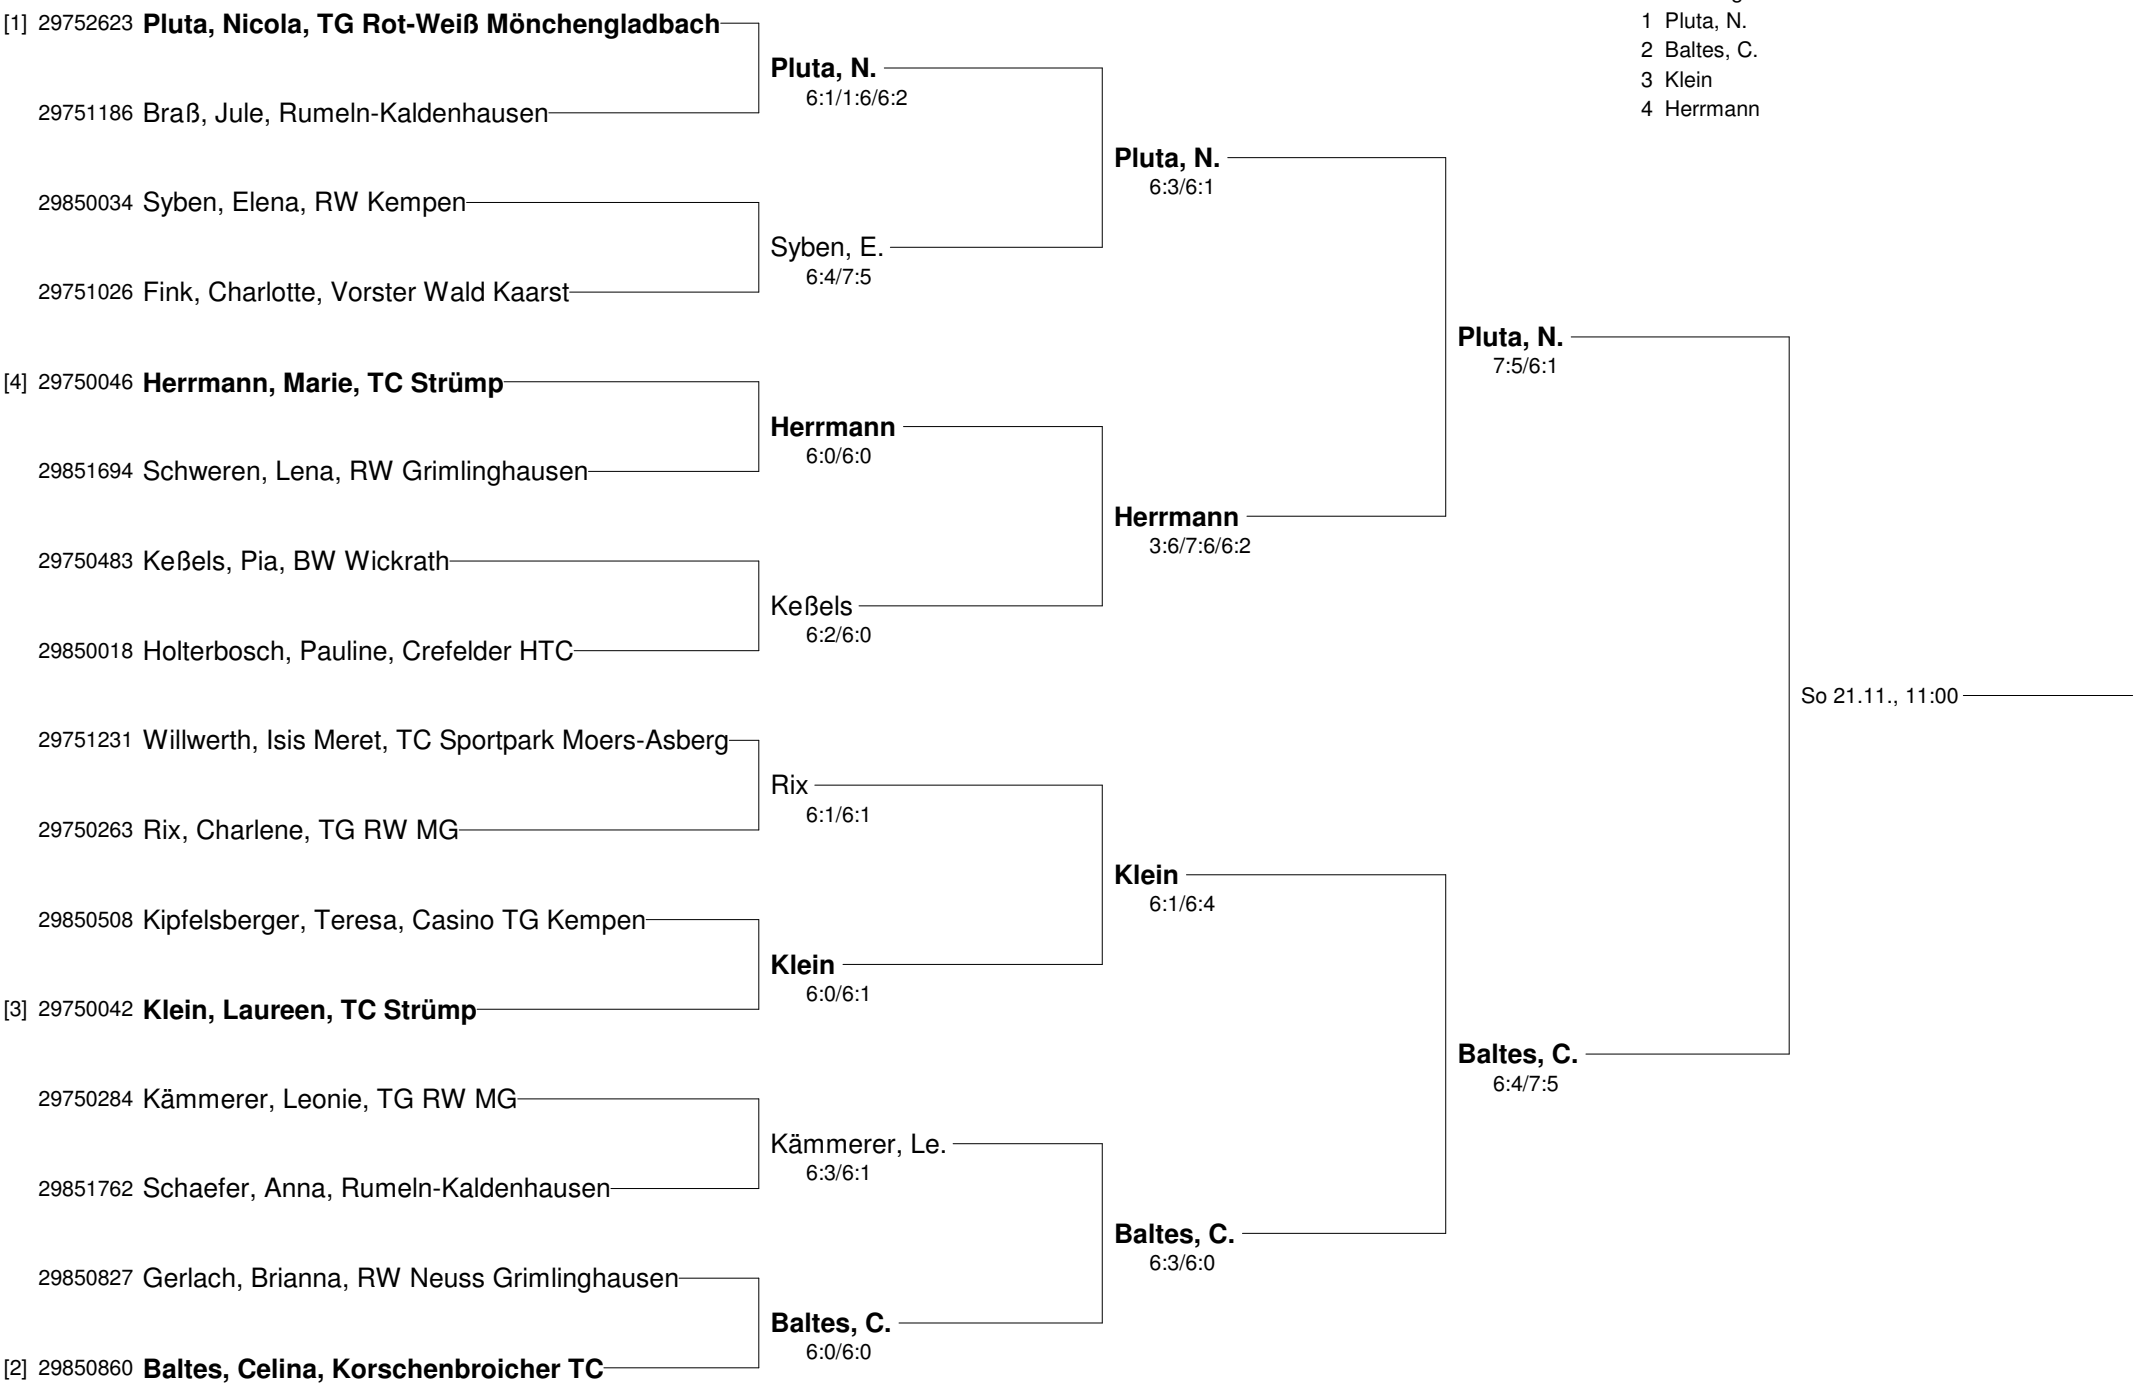 [1] 29752623 Pluta, Nicola, TG Rot-Weiß Mönchengladbach
29751186 Braß, Jule, Rumeln-Kaldenhausen
29850034 Syben, Elena, RW Kempen
29751026 Fink, Charlotte, Vorster Wald Kaarst
[4] 29750046 Herrmann, Marie, TC Strümp
29851694 Schweren, Lena, RW Grimlinghausen
29750483 Keßels, Pia, BW Wickrath
29850018 Holterbosch, Pauline, Crefelder HTC
29751231 Willwerth, Isis Meret, TC Sportpark Moers-Asberg
29750263 Rix, Charlene, TG RW MG
29850508 Kipfelsberger, Teresa, Casino TG Kempen
[3] 29750042 Klein, Laureen, TC Strümp
29750284 Kämmerer, Leonie, TG RW MG
29851762 Schaefer, Anna, Rumeln-Kaldenhausen
29850827 Gerlach, Brianna, RW Neuss Grimlinghausen
[2] 29850860 Baltes, Celina, Korschenbroicher TC
Pluta, N.
6:1/1:6/6:2
Syben, E.
6:4/7:5
Herrmann
6:0/6:0
Keßels
6:2/6:0
Rix
6:1/6:1
Klein
6:0/6:1
Kämmerer, Le.
6:3/6:1
Baltes, C.
6:0/6:0
Pluta, N.
6:3/6:1
Herrmann
3:6/7:6/6:2
Klein
6:1/6:4
Baltes, C.
6:3/6:0
Pluta, N.
7:5/6:1
Baltes, C.
6:4/7:5
So 21.11., 11:00
1 Pluta, N.
2 Baltes, C.
3 Klein
4 Herrmann